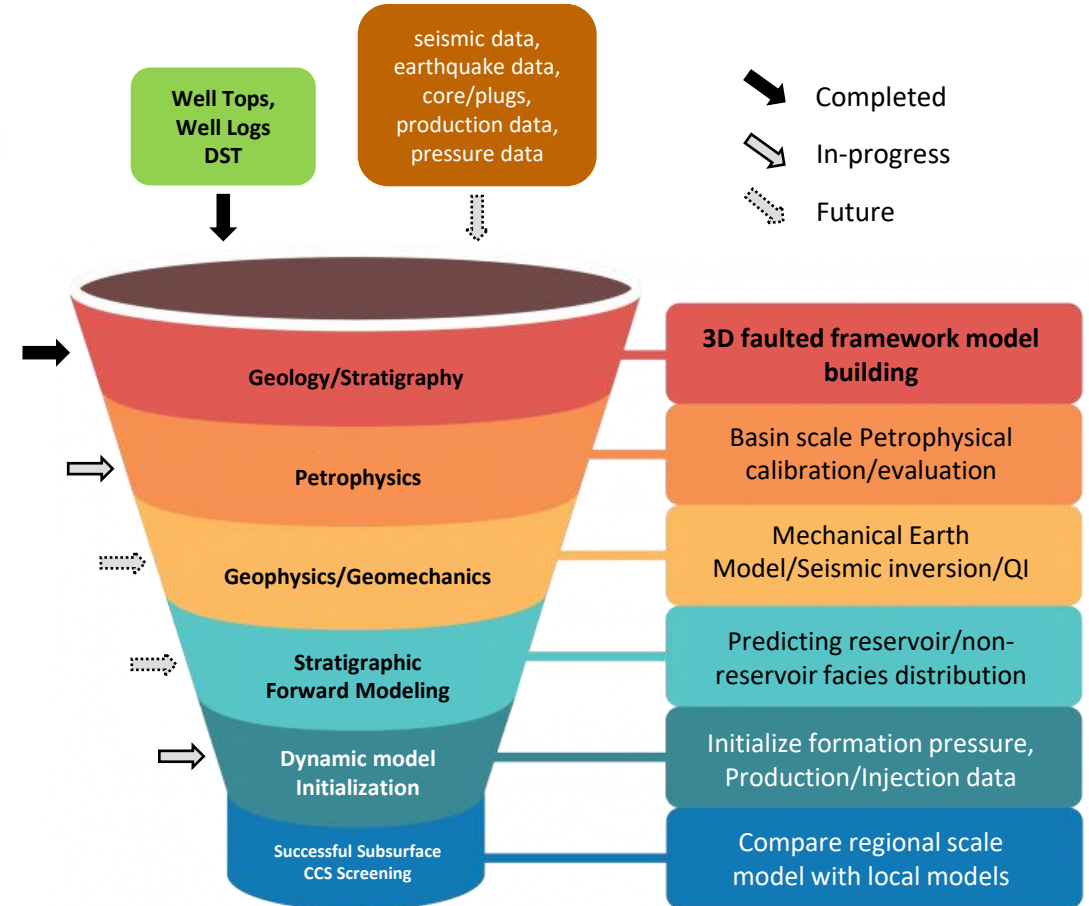 Well Tops,
Well Logs
DST
seismic data,
earthquake data,
core/plugs,
production data,
pressure data
Completed
In-progress
Future
Geology/Stratigraphy
3D faulted framework model
building
Petrophysics
Basin scale Petrophysical
calibration/evaluation
Geophysics/Geomechanics
Mechanical Earth
Model/Seismic inversion/QI
Stratigraphic
Forward Modeling
Predicting reservoir/non-
reservoir facies distribution
Dynamic model
Initialization
Initialize formation pressure,
Production/Injection data
Successful Subsurface
CCS Screening
Compare regional scale
model with local models